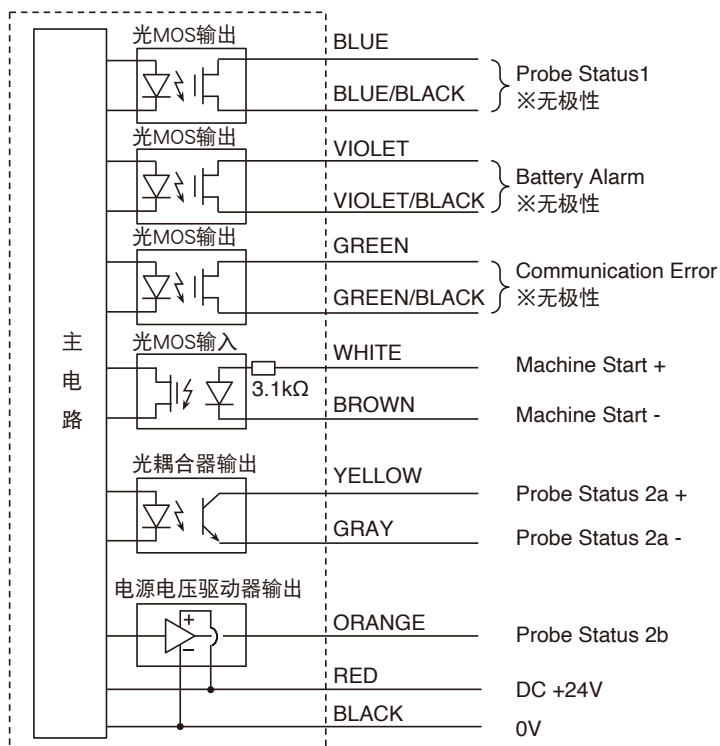 光MOS输出
BLUE
BLUE/BLACK
Probe Status1
※无极性
光MOS输出
VIOLET
VIOLET/BLACK
Battery Alarm
※无极性
光MOS输出
GREEN
GREEN/BLACK
Communication Error
※无极性
主电路
光MOS输入
3.1kΩ
WHITE
Machine Start +
BROWN
Machine Start -
光耦合器输出
YELLOW
Probe Status 2a +
GRAY
Probe Status 2a -
电源电压驱动器输出
+
−
ORANGE
Probe Status 2b
RED
DC +24V
BLACK
0V